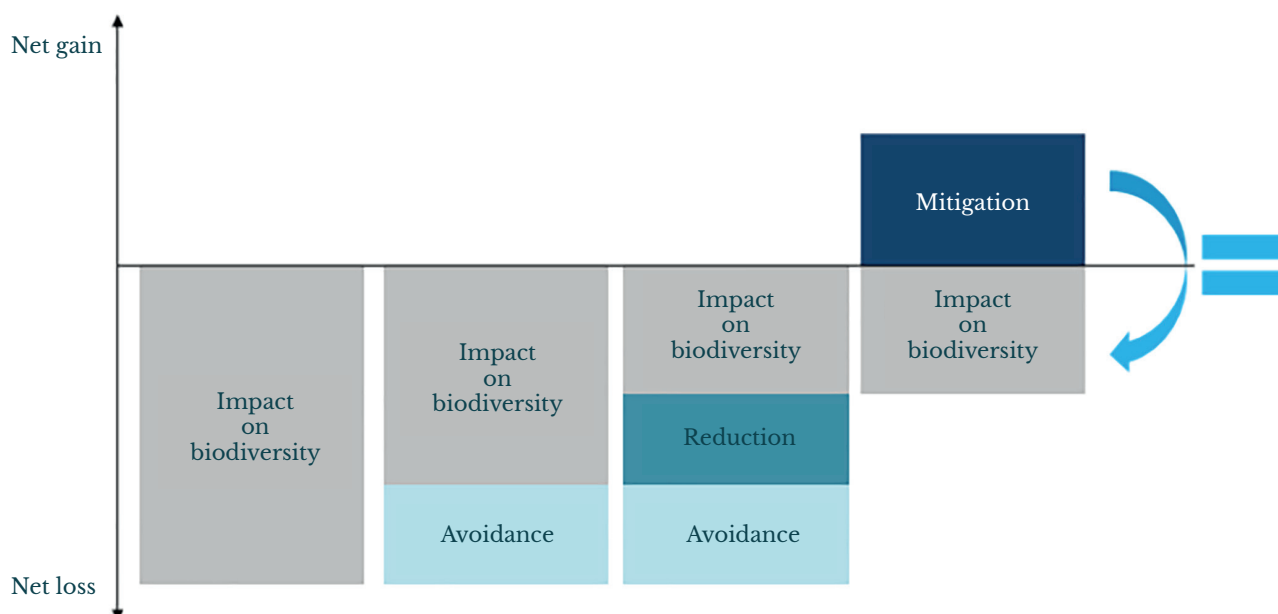 Net gain
Mitigation
Impact
on
biodiversity
Impact
on
biodiversity
Avoidance
Impact
on
biodiversity
Reduction
Avoidance
Impact
on
biodiversity
Net loss